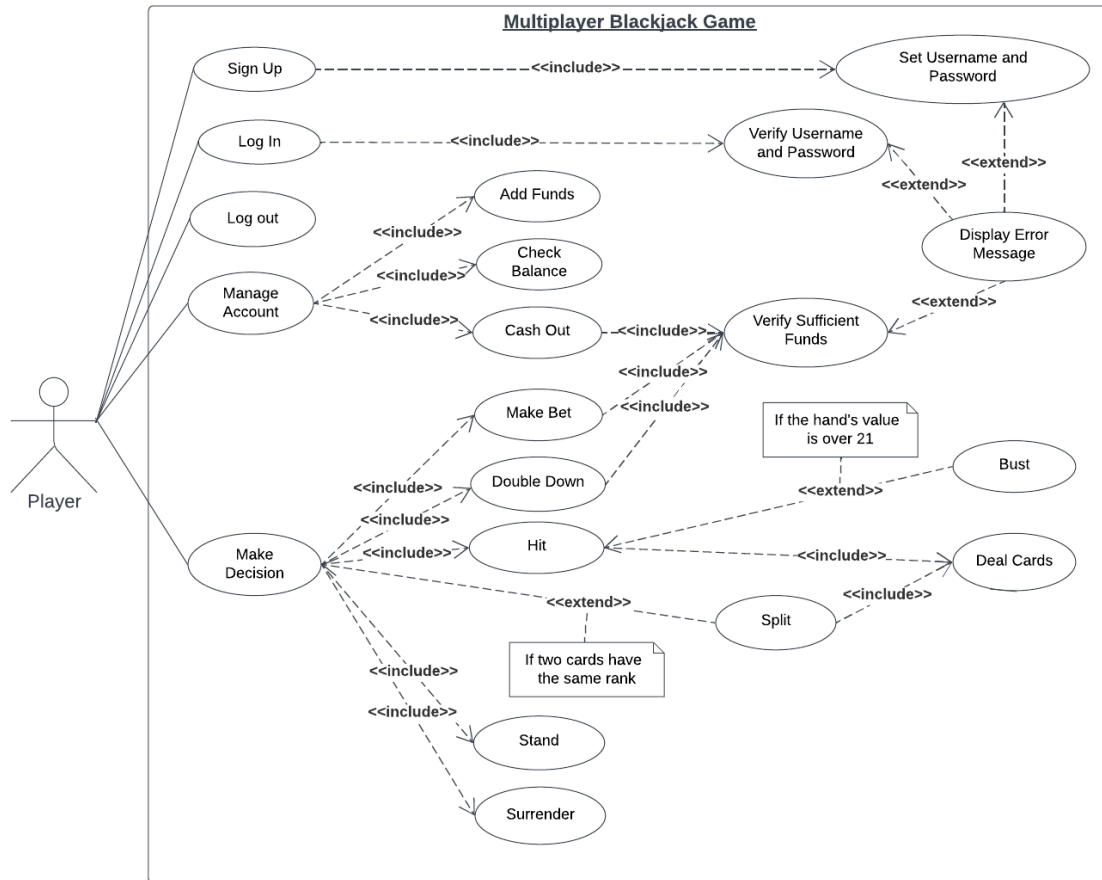 Multiplayer Blackjack Game
Sign Up
<<include>>
Set Username and
Password
Log In
<<include>>
Verify Username
and Password
<<extend>>
<<extend>>
Log out
Add Funds
<<include>>
Display Error
Message
Manage
Account
<<include>>
Check
Balance
<<include>>
Cash Out
<<include>>
Verify Sufficient
Funds
<<extend>>
<<include>>
Make Bet
<<include>>
If the hand's value
is over 21
Player
<<include>>
Double Down
<<extend>>
Bust
<<include>>
<<include>>
Hit
<<include>>
Deal Cards
Make
Decision
<<extend>>
Split
<<include>>
If two cards have
the same rank
<<include>>
<<include>>
Stand
Surrender